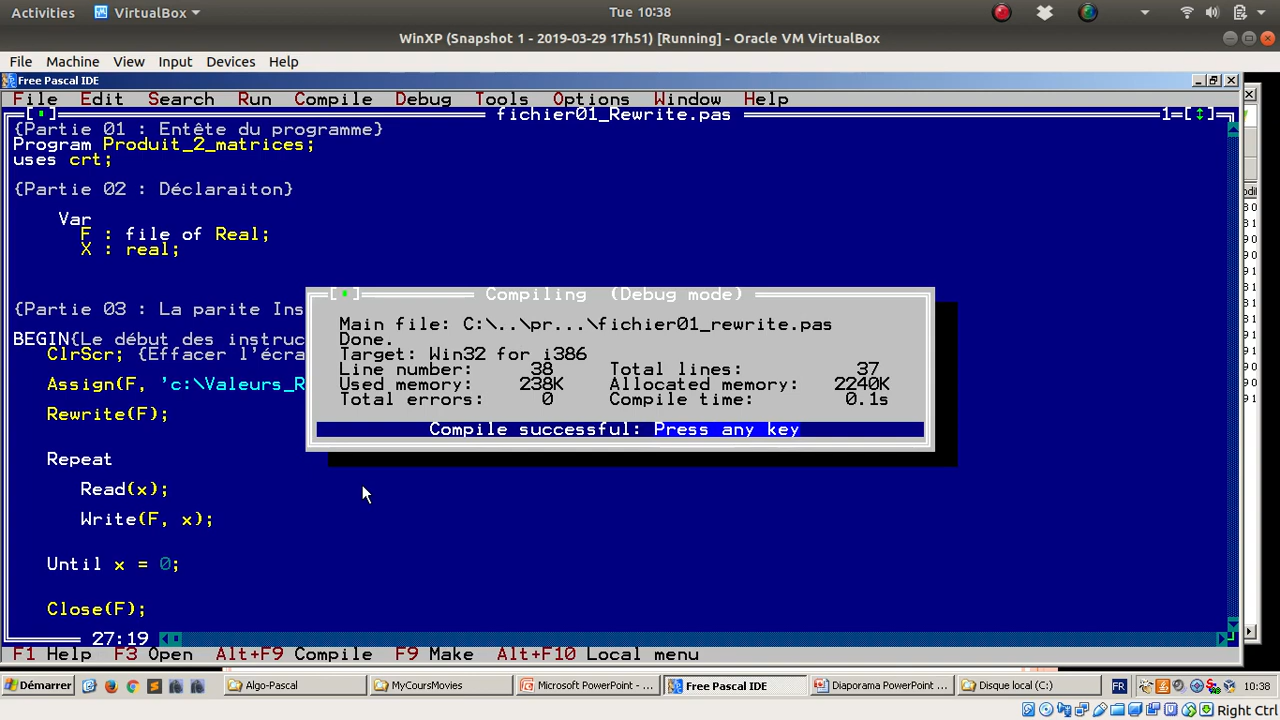 Activities VirtualBox Tue 10:38
WinXP (Snapshot 1 - 2019-03-29 17h51) [Running] - Oracle VM VirtualBox
File Machine View Input Devices Help
Free Pascal IDE
File Edit Search Run Compile Debug Tools Options Window Help
fichier01_Rewrite.pas 1
{Partie 01 : Entête du programme}
Program Produit_2_matrices;
uses crt;
{Partie 02 : Déclaraiton}
Var
F : file of Real;
X : real;
{Partie 03 : La parite Ins
BEGIN{Le début des instruc
ClrScr; {Effacer l'écra
Assign(F, 'c:\Valeurs_R
Rewrite(F);
Repeat
Read(x);
Write(F, x);
Until x = 0;
Close(F);
27:19
Compiling (Debug mode)
Main file: C:\..\pr...\fichier01_rewrite.pas
Done.
Target: Win32 for i386
Line number: 38 Total lines: 37
Used memory: 238K Allocated memory: 2240K
Total errors: 0 Compile time: 0.1s
Compile successful: Press any key
F1 Help F3 Open Alt+F9 Compile F9 Make Alt+F10 Local menu
Démarrer Algo-Pascal MyCoursMovies Microsoft PowerPoint - ... Free Pascal IDE Diaporama PowerPoint ... Disque local (C:) FR 10:38
Right Ctrl